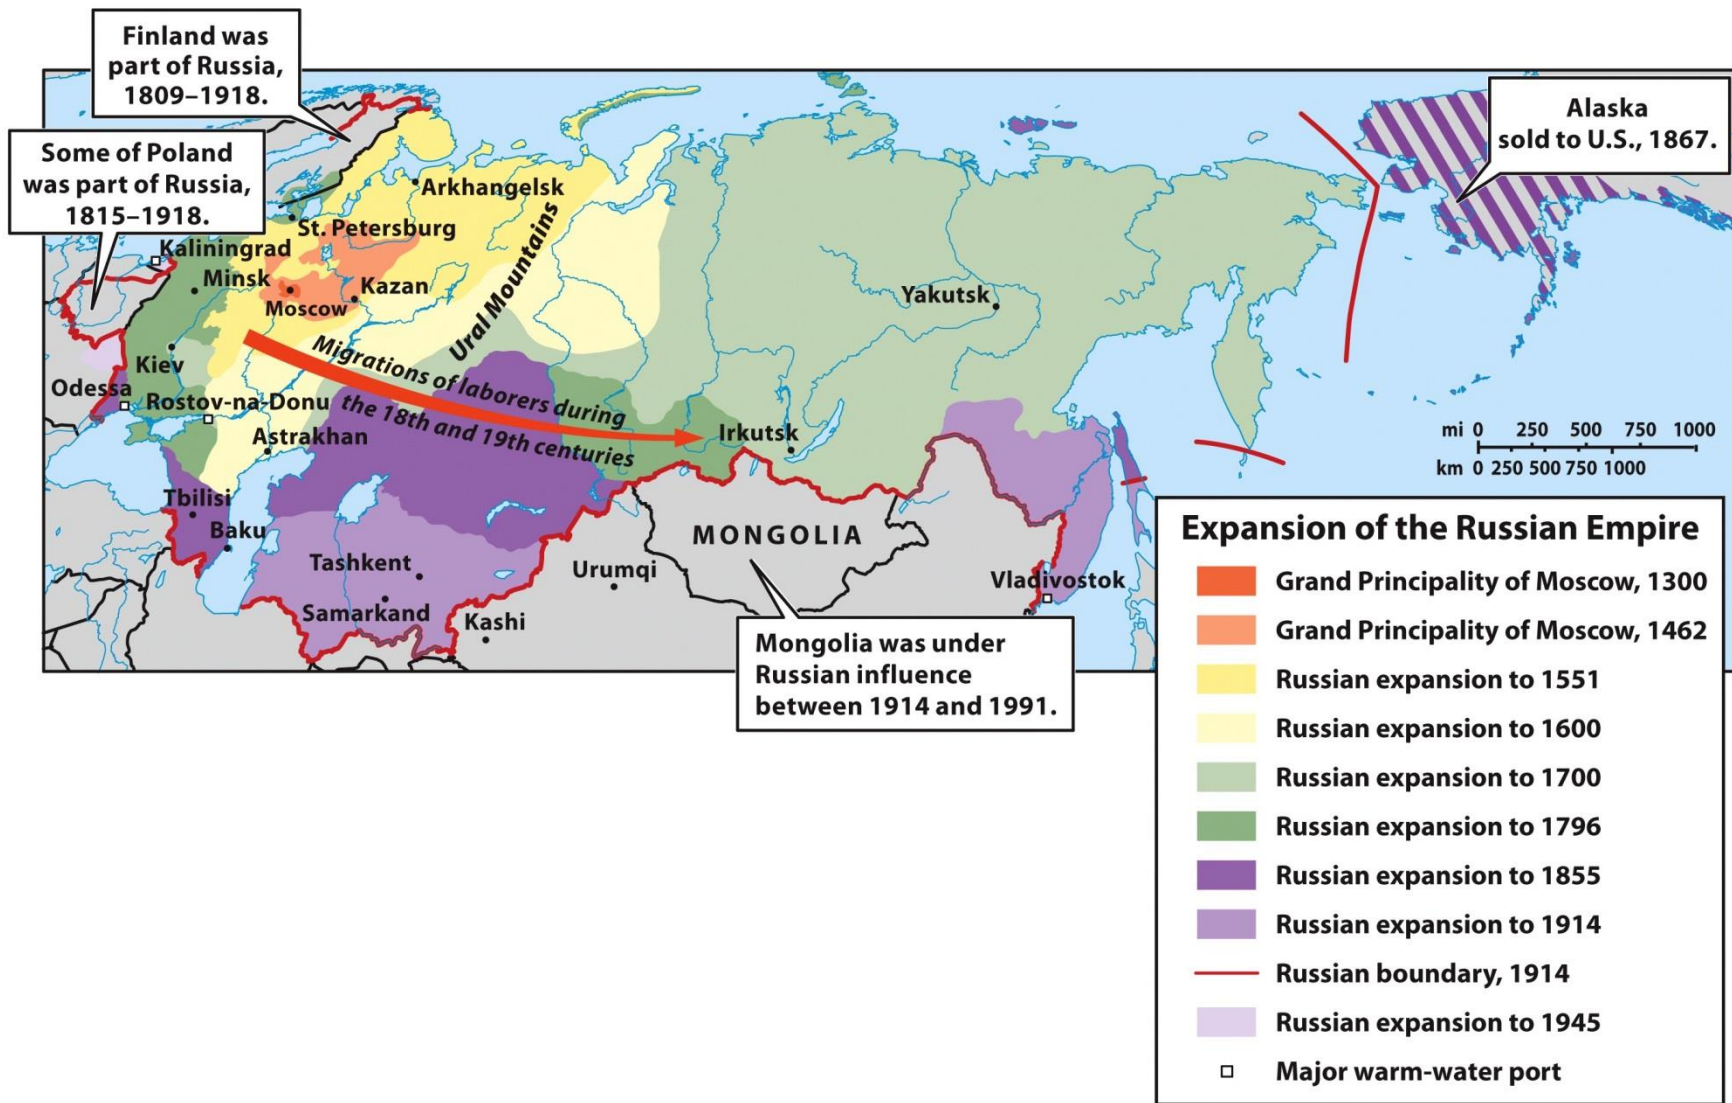 Finland was
part of Russia,
1809–1918.
Some of Poland
was part of Russia,
1815–1918.
Alaska
sold to U.S., 1867.
Arkhangelsk
St. Petersburg
Kaliningrad
Minsk
Moscow
Kazan
Ural Mountains
Yakutsk
Kiev
Odessa
Rostov-na-Donu
Astrakhan
Migrations of laborers during
the 18th and 19th centuries
Irkutsk
Tbilisi
Baku
Tashkent
Samarkand
Kashi
Urumqi
MONGOLIA
Vladivostok
Mongolia was under
Russian influence
between 1914 and 1991.
mi 0 250 500 750 1000
km 0 250 500 750 1000
Expansion of the Russian Empire
Grand Principality of Moscow, 1300
Grand Principality of Moscow, 1462
Russian expansion to 1551
Russian expansion to 1600
Russian expansion to 1700
Russian expansion to 1796
Russian expansion to 1855
Russian expansion to 1914
Russian boundary, 1914
Russian expansion to 1945
Major warm-water port